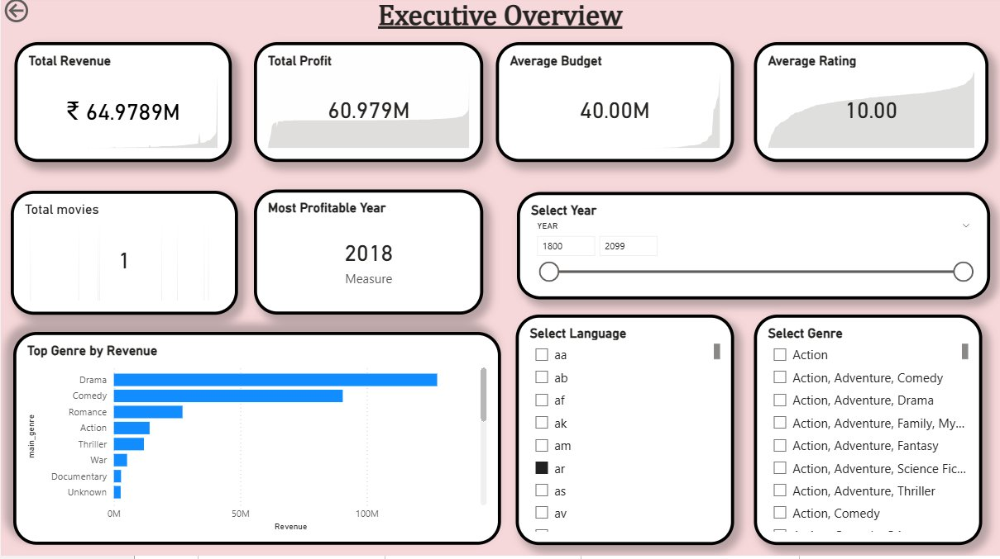 Executive Overview
Total Revenue
₹ 64.9789M
Total Profit
60.979M
Average Budget
40.00M
Average Rating
10.00
Total movies
1
Most Profitable Year
2018
Measure
Select Year
YEAR
1800 2099
Top Genre by Revenue
main_genre
Drama
Comedy
Romance
Action
Thriller
War
Documentary
Unknown
0M 50M 100M
Revenue
Select Language
aa
ab
af
ak
am
ar
as
av
Select Genre
Action
Action, Adventure, Comedy
Action, Adventure, Drama
Action, Adventure, Family, My...
Action, Adventure, Fantasy
Action, Adventure, Science Fic...
Action, Adventure, Thriller
Action, Comedy